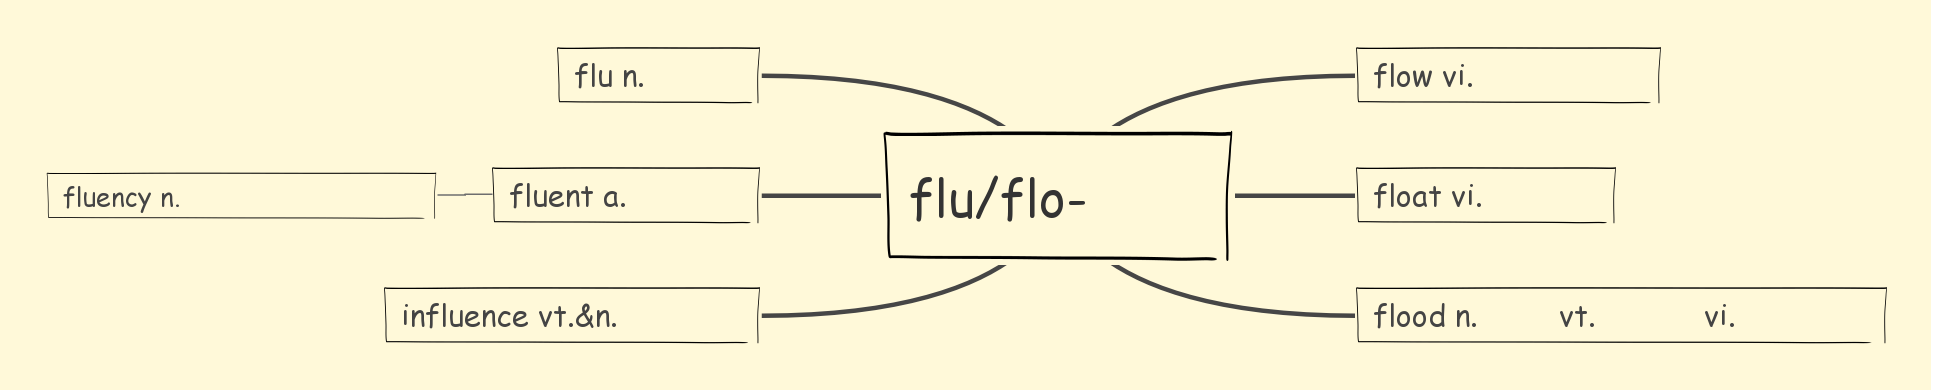 flu n.
flow vi.
fluency n.
fluent a.
flu/flo-
float vi.
influence vt.&n.
flood n. vt. vi.